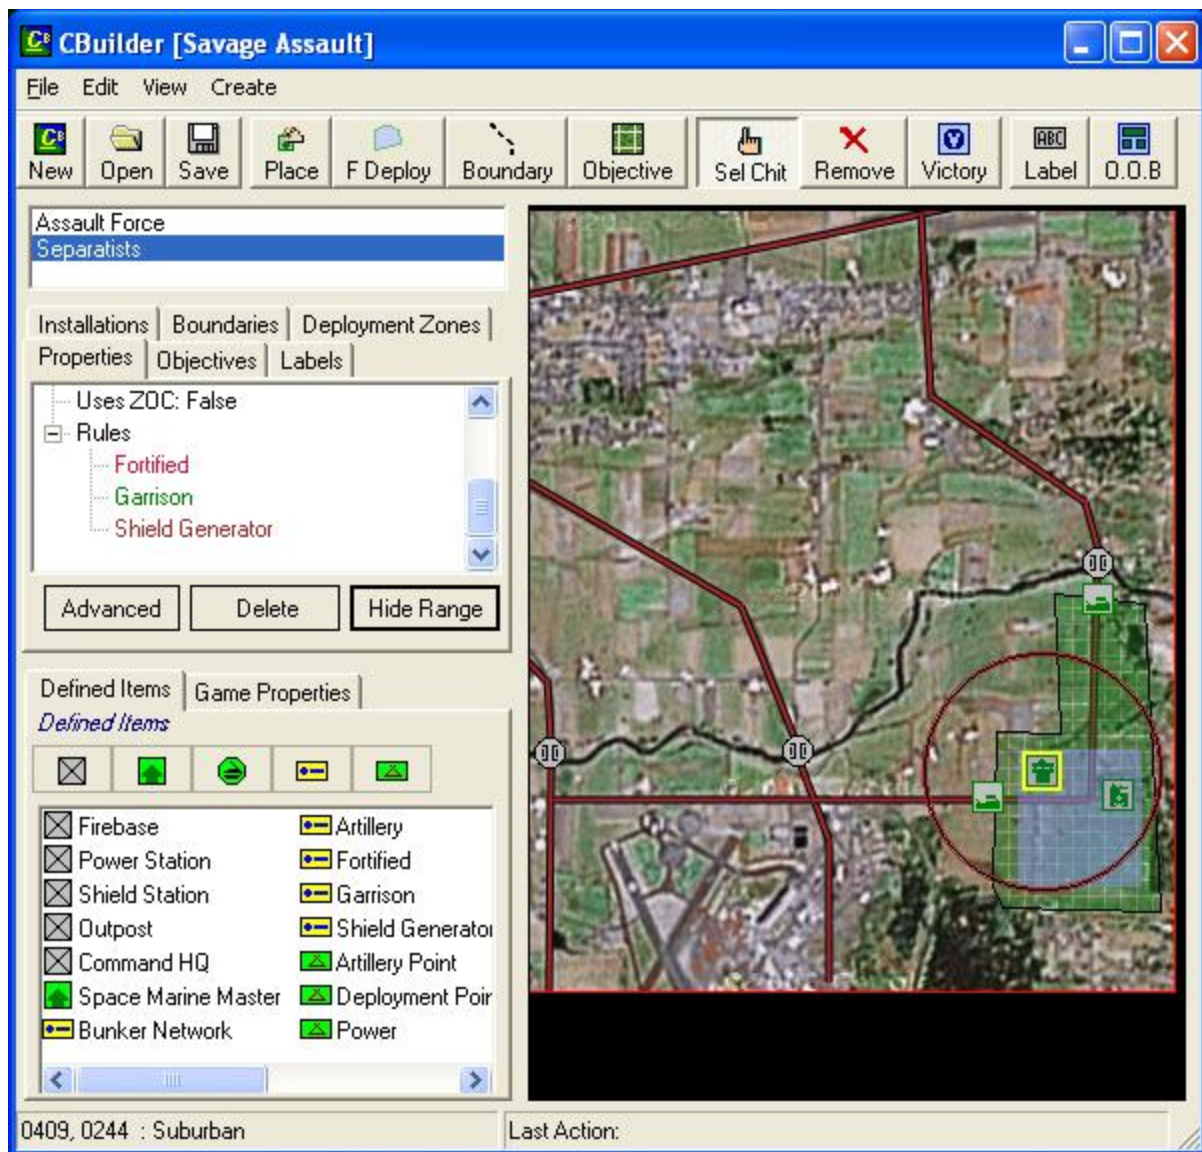 CBuilder [Savage Assault]
File Edit View Create
New Open Save Place F Deploy Boundary Objective Sel Chit Remove Victory Label O.O.B
Assault Force
Separatists
Installations Boundaries Deployment Zones
Properties Objectives Labels
Uses ZOC: False
Rules
Fortified
Garrison
Shield Generator
Advanced Delete Hide Range
Defined Items Game Properties
Defined Items
Firebase Artillery
Power Station Fortified
Shield Station Garrison
Outpost Shield Generator
Command HQ Artillery Point
Space Marine Master Deployment Poir
Bunker Network Power
0409, 0244 : Suburban Last Action: